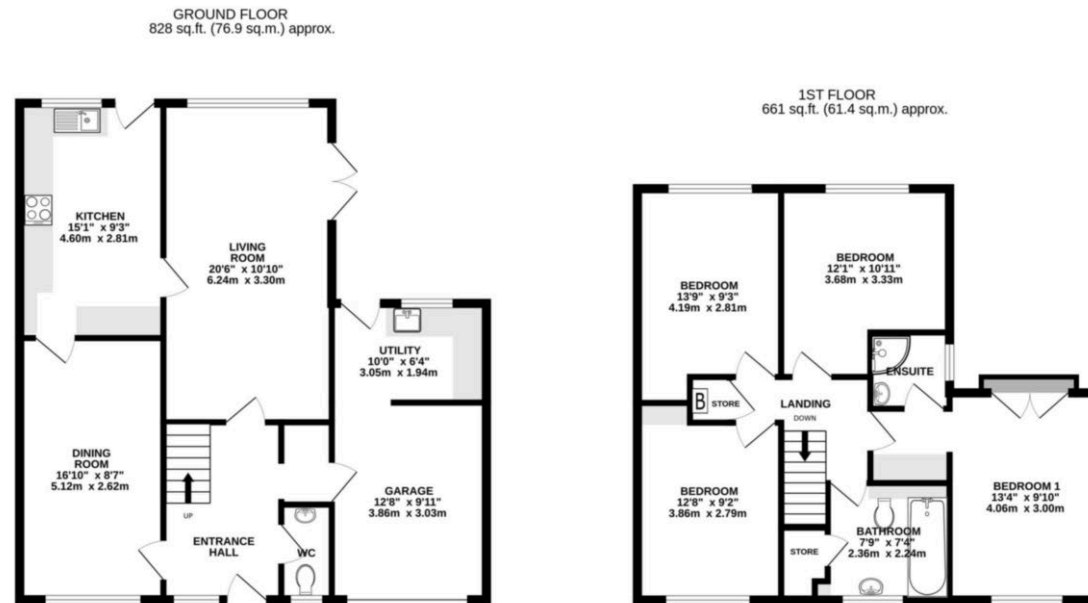 GROUND FLOOR
828 sq.ft. (76.9 sq.m.) approx.
KITCHEN
15'1" x 9'3"
4.60m x 2.81m
LIVING
ROOM
20'6" x 10'10"
6.24m x 3.30m
UTILITY
10'0" x 6'4"
3.05m x 1.94m
DINING
ROOM
16'10" x 8'7"
5.12m x 2.62m
UP
ENTRANCE
HALL
WC
GARAGE
12'8" x 9'11"
3.86m x 3.03m
1ST FLOOR
661 sq.ft. (61.4 sq.m.) approx.
BEDROOM
13'9" x 9'3"
4.19m x 2.81m
BEDROOM
12'1" x 10'11"
3.68m x 3.33m
ENSUITE
B
STORE
LANDING
DOWN
BEDROOM
12'8" x 9'2"
3.86m x 2.79m
STORE
BATHROOM
7'9" x 7'4"
2.36m x 2.24m
BEDROOM 1
13'4" x 9'10"
4.06m x 3.00m